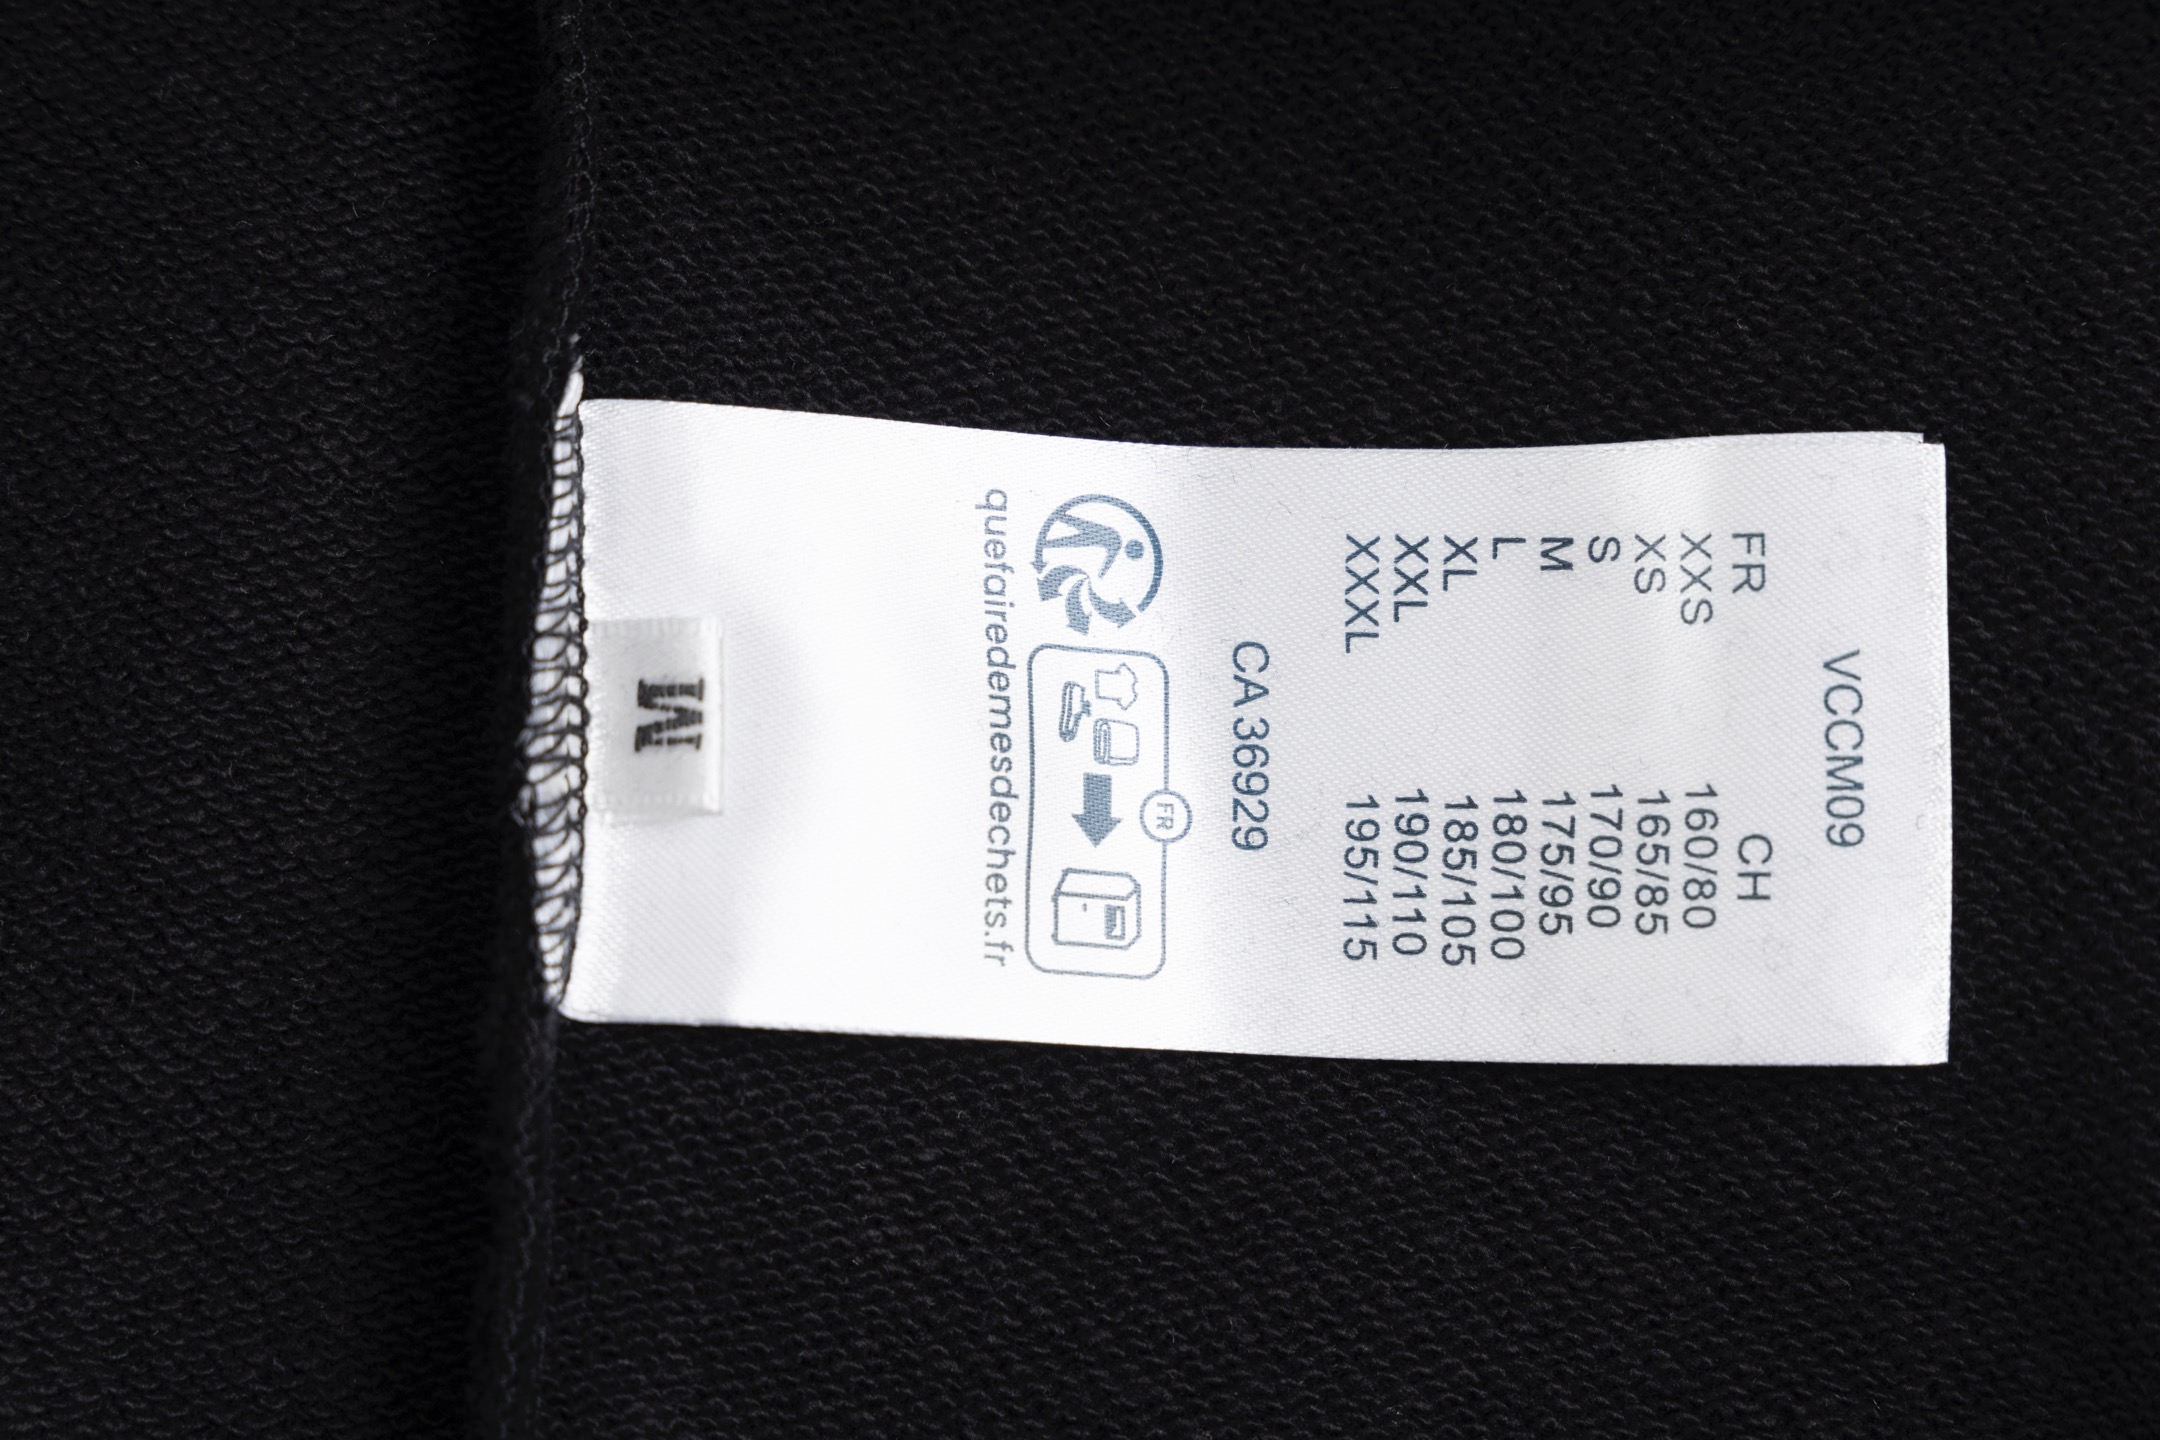 VCCM09
FR CH
XXS 160/80
XS 165/85
S 170/90
M 175/95
L 180/100
XL 185/105
XXL 190/110
XXXL 195/115
CA 36929
FR
quefairedemesdechets.fr
M